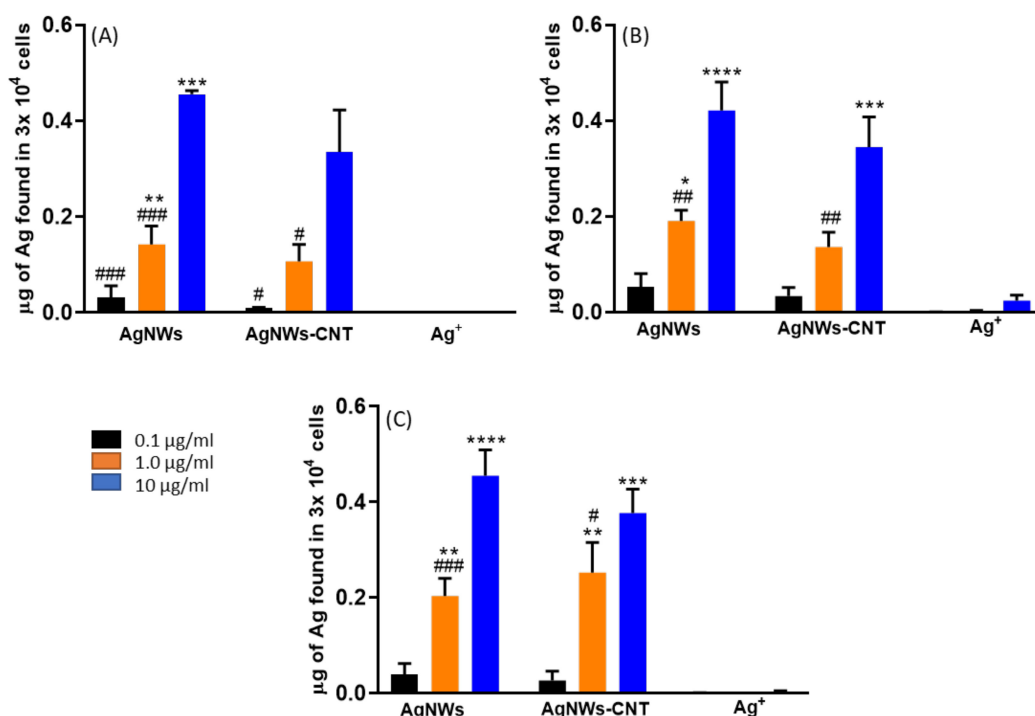 (A)
μg of Ag found in 3x 10⁴ cells
0.6
0.4
0.2
0.0
###
**
###
***
#
#
AgNWs
AgNWs-CNT
Ag⁺
(B)
μg of Ag found in 3x 10⁴ cells
0.6
0.4
0.2
0.0
*
##
****
##
***
AgNWs
AgNWs-CNT
Ag⁺
0.1 μg/ml
1.0 μg/ml
10 μg/ml
(C)
μg of Ag found in 3x 10⁴ cells
0.6
0.4
0.2
0.0
**
###
****
#
**
***
AgNWs
AgNWs-CNT
Ag⁺